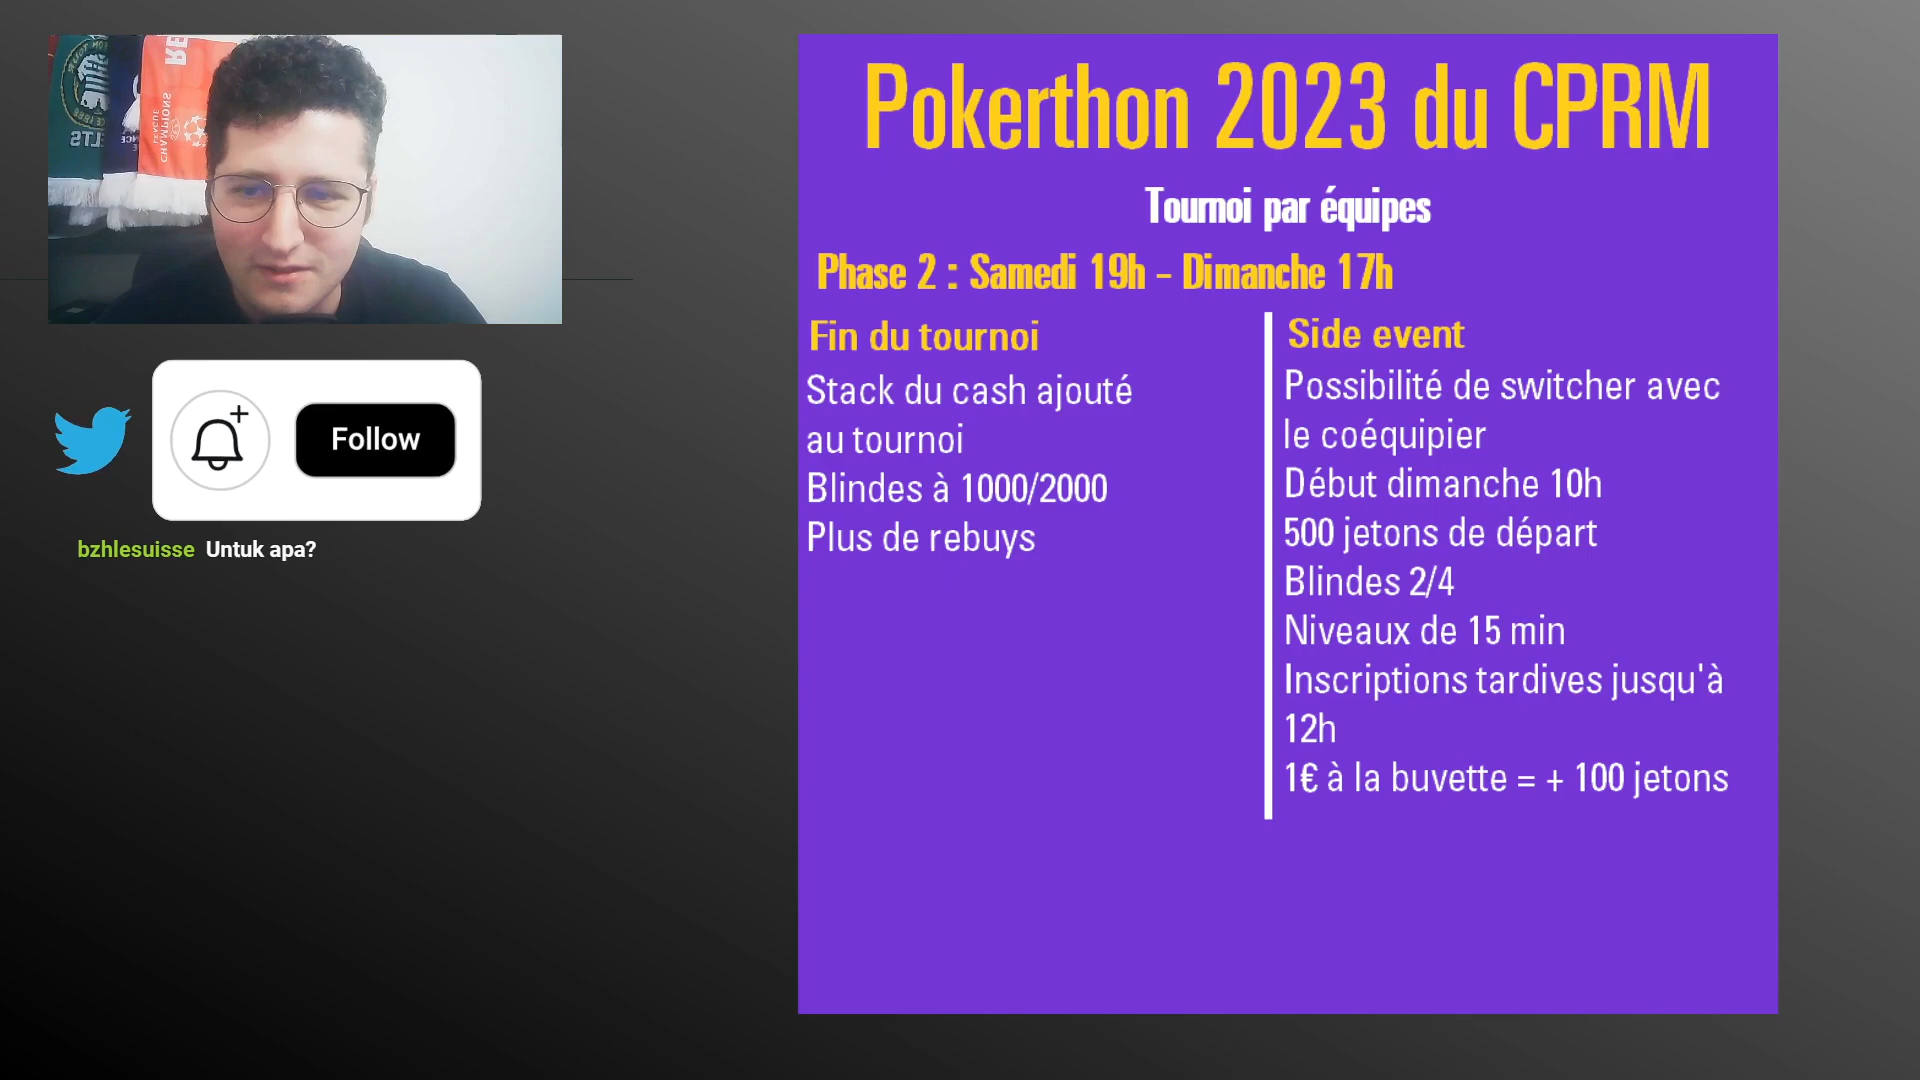 Pokerthon 2023 du CPRM
Tournoi par équipes
Phase 2 : Samedi 19h - Dimanche 17h
Fin du tournoi
Stack du cash ajouté
au tournoi
Blindes à 1000/2000
Plus de rebuys
Side event
Possibilité de switcher avec
le coéquipier
Début dimanche 10h
500 jetons de départ
Blindes 2/4
Niveaux de 15 min
Inscriptions tardives jusqu'à
12h
1€ à la buvette = + 100 jetons
Follow
bzhlesuisse Untuk apa?
CHAMPIONS
LEAGUE